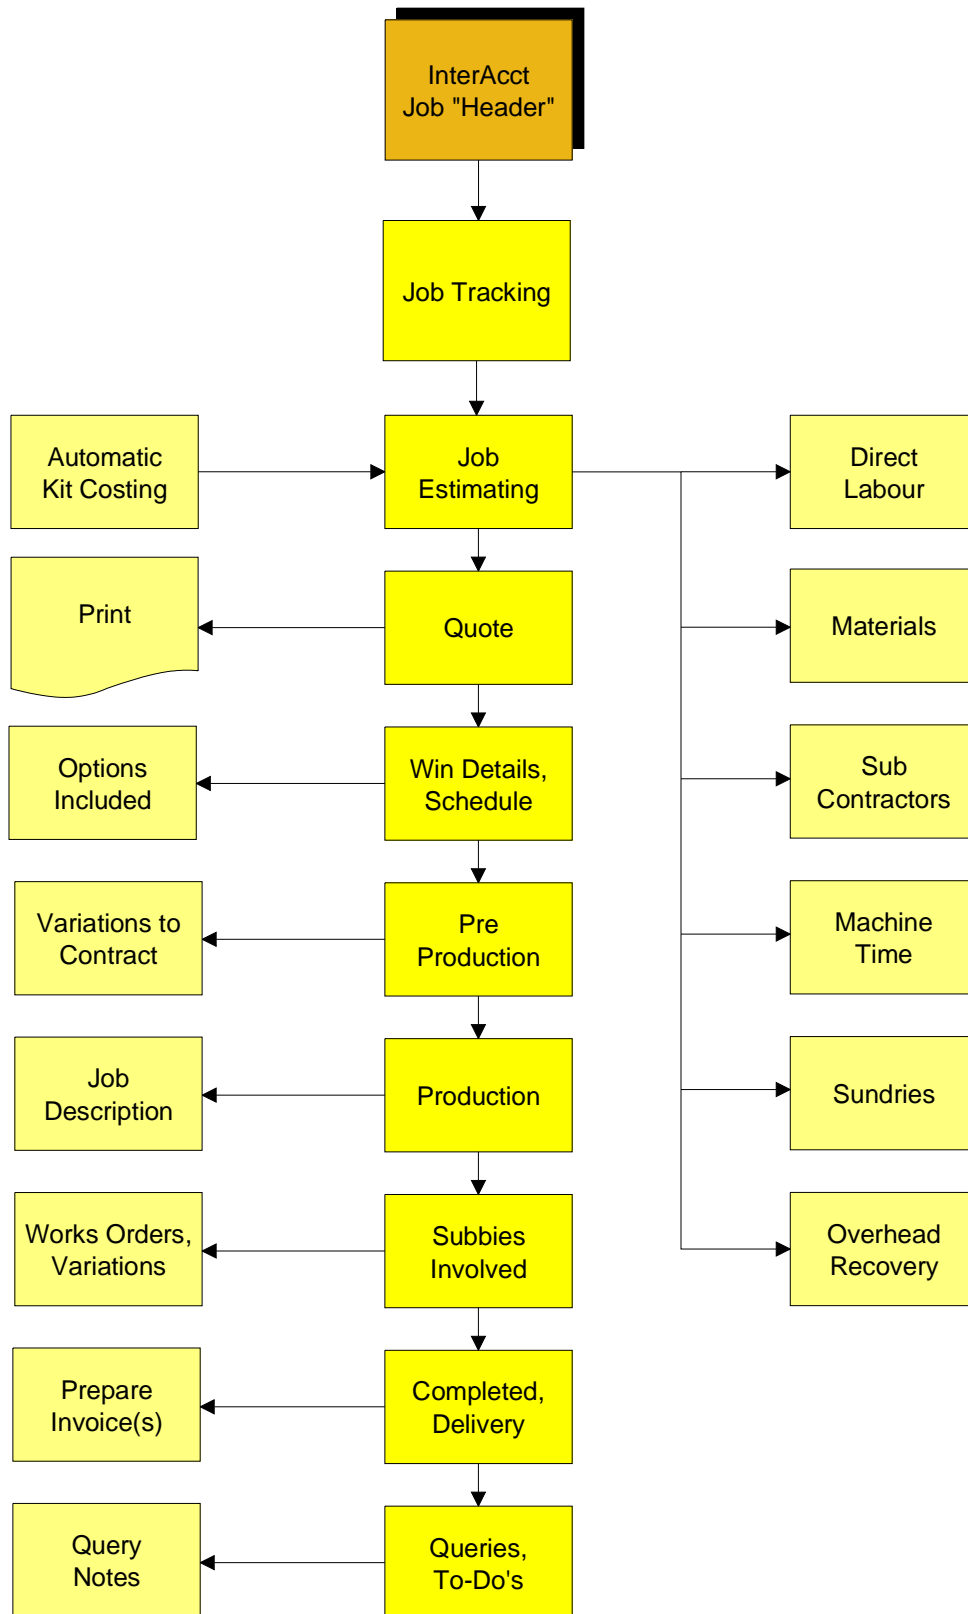 InterAcct
Job "Header"
Job Tracking
Automatic
Kit Costing
Job
Estimating
Direct
Labour
Print
Quote
Materials
Options
Included
Win Details,
Schedule
Sub
Contractors
Variations to
Contract
Pre
Production
Machine
Time
Job
Description
Production
Sundries
Works Orders,
Variations
Subbies
Involved
Overhead
Recovery
Prepare
Invoice(s)
Completed,
Delivery
Query
Notes
Queries,
To-Do's